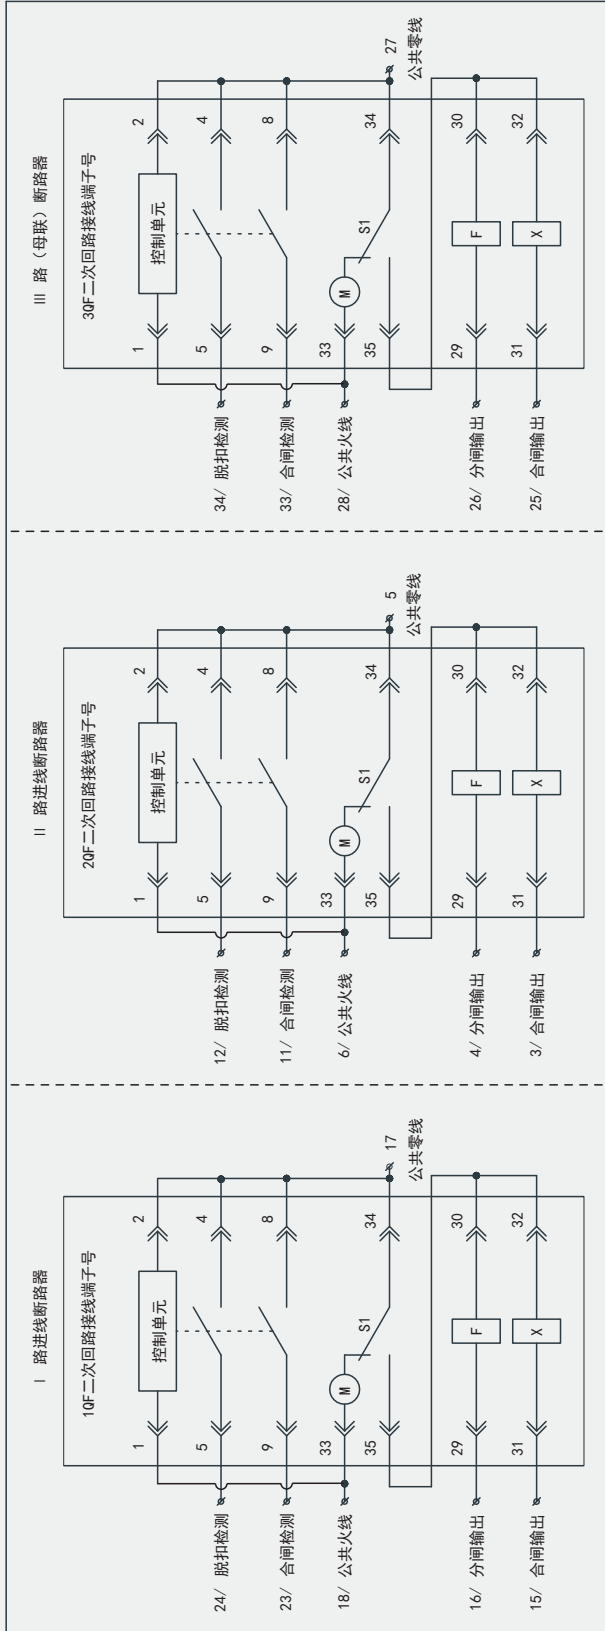 I 路进线断路器
1QF二次回路接线端子号
1
控制单元
2
24/ 脱扣检测
5
4
23/ 合闸检测
9
8
18/ 公共火线
33
M
S1
35
34
17
公共零线
16/ 分闸输出
29
F
30
15/ 合闸输出
31
X
32
II 路进线断路器
2QF二次回路接线端子号
1
控制单元
2
12/ 脱扣检测
5
4
11/ 合闸检测
9
8
6/ 公共火线
33
M
S1
35
34
5
公共零线
4/ 分闸输出
29
F
30
3/ 合闸输出
31
X
32
III 路（母联）断路器
3QF二次回路接线端子号
1
控制单元
2
34/ 脱扣检测
5
4
33/ 合闸检测
9
8
28/ 公共火线
33
M
S1
35
34
27
公共零线
26/ 分闸输出
29
F
30
25/ 合闸输出
31
X
32